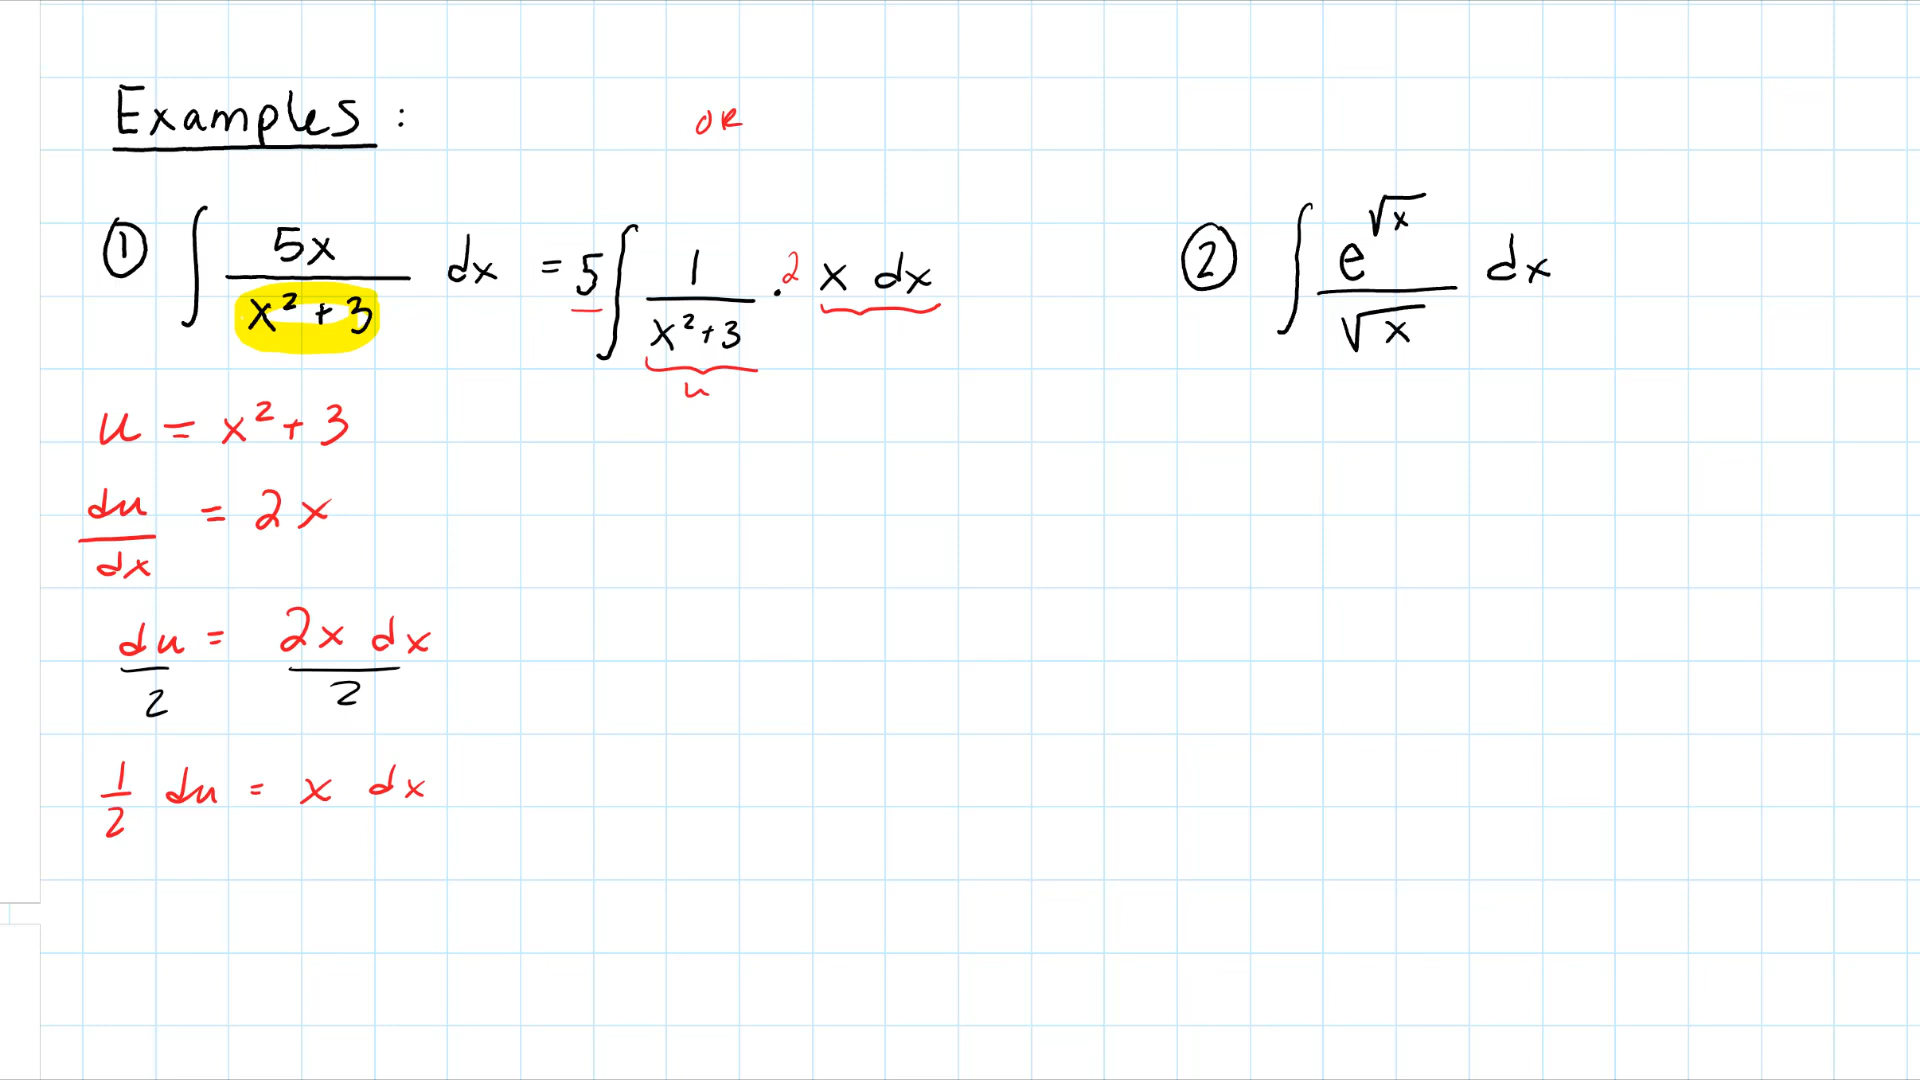 Examples :
OR
① ∫ 5x / (x² + 3) dx = 5 ∫ 1 / (x² + 3) · 2 x dx
u
u = x² + 3
du/dx = 2x
du/2 = 2x dx/2
1/2 du = x dx
② ∫ e^√x / √x dx